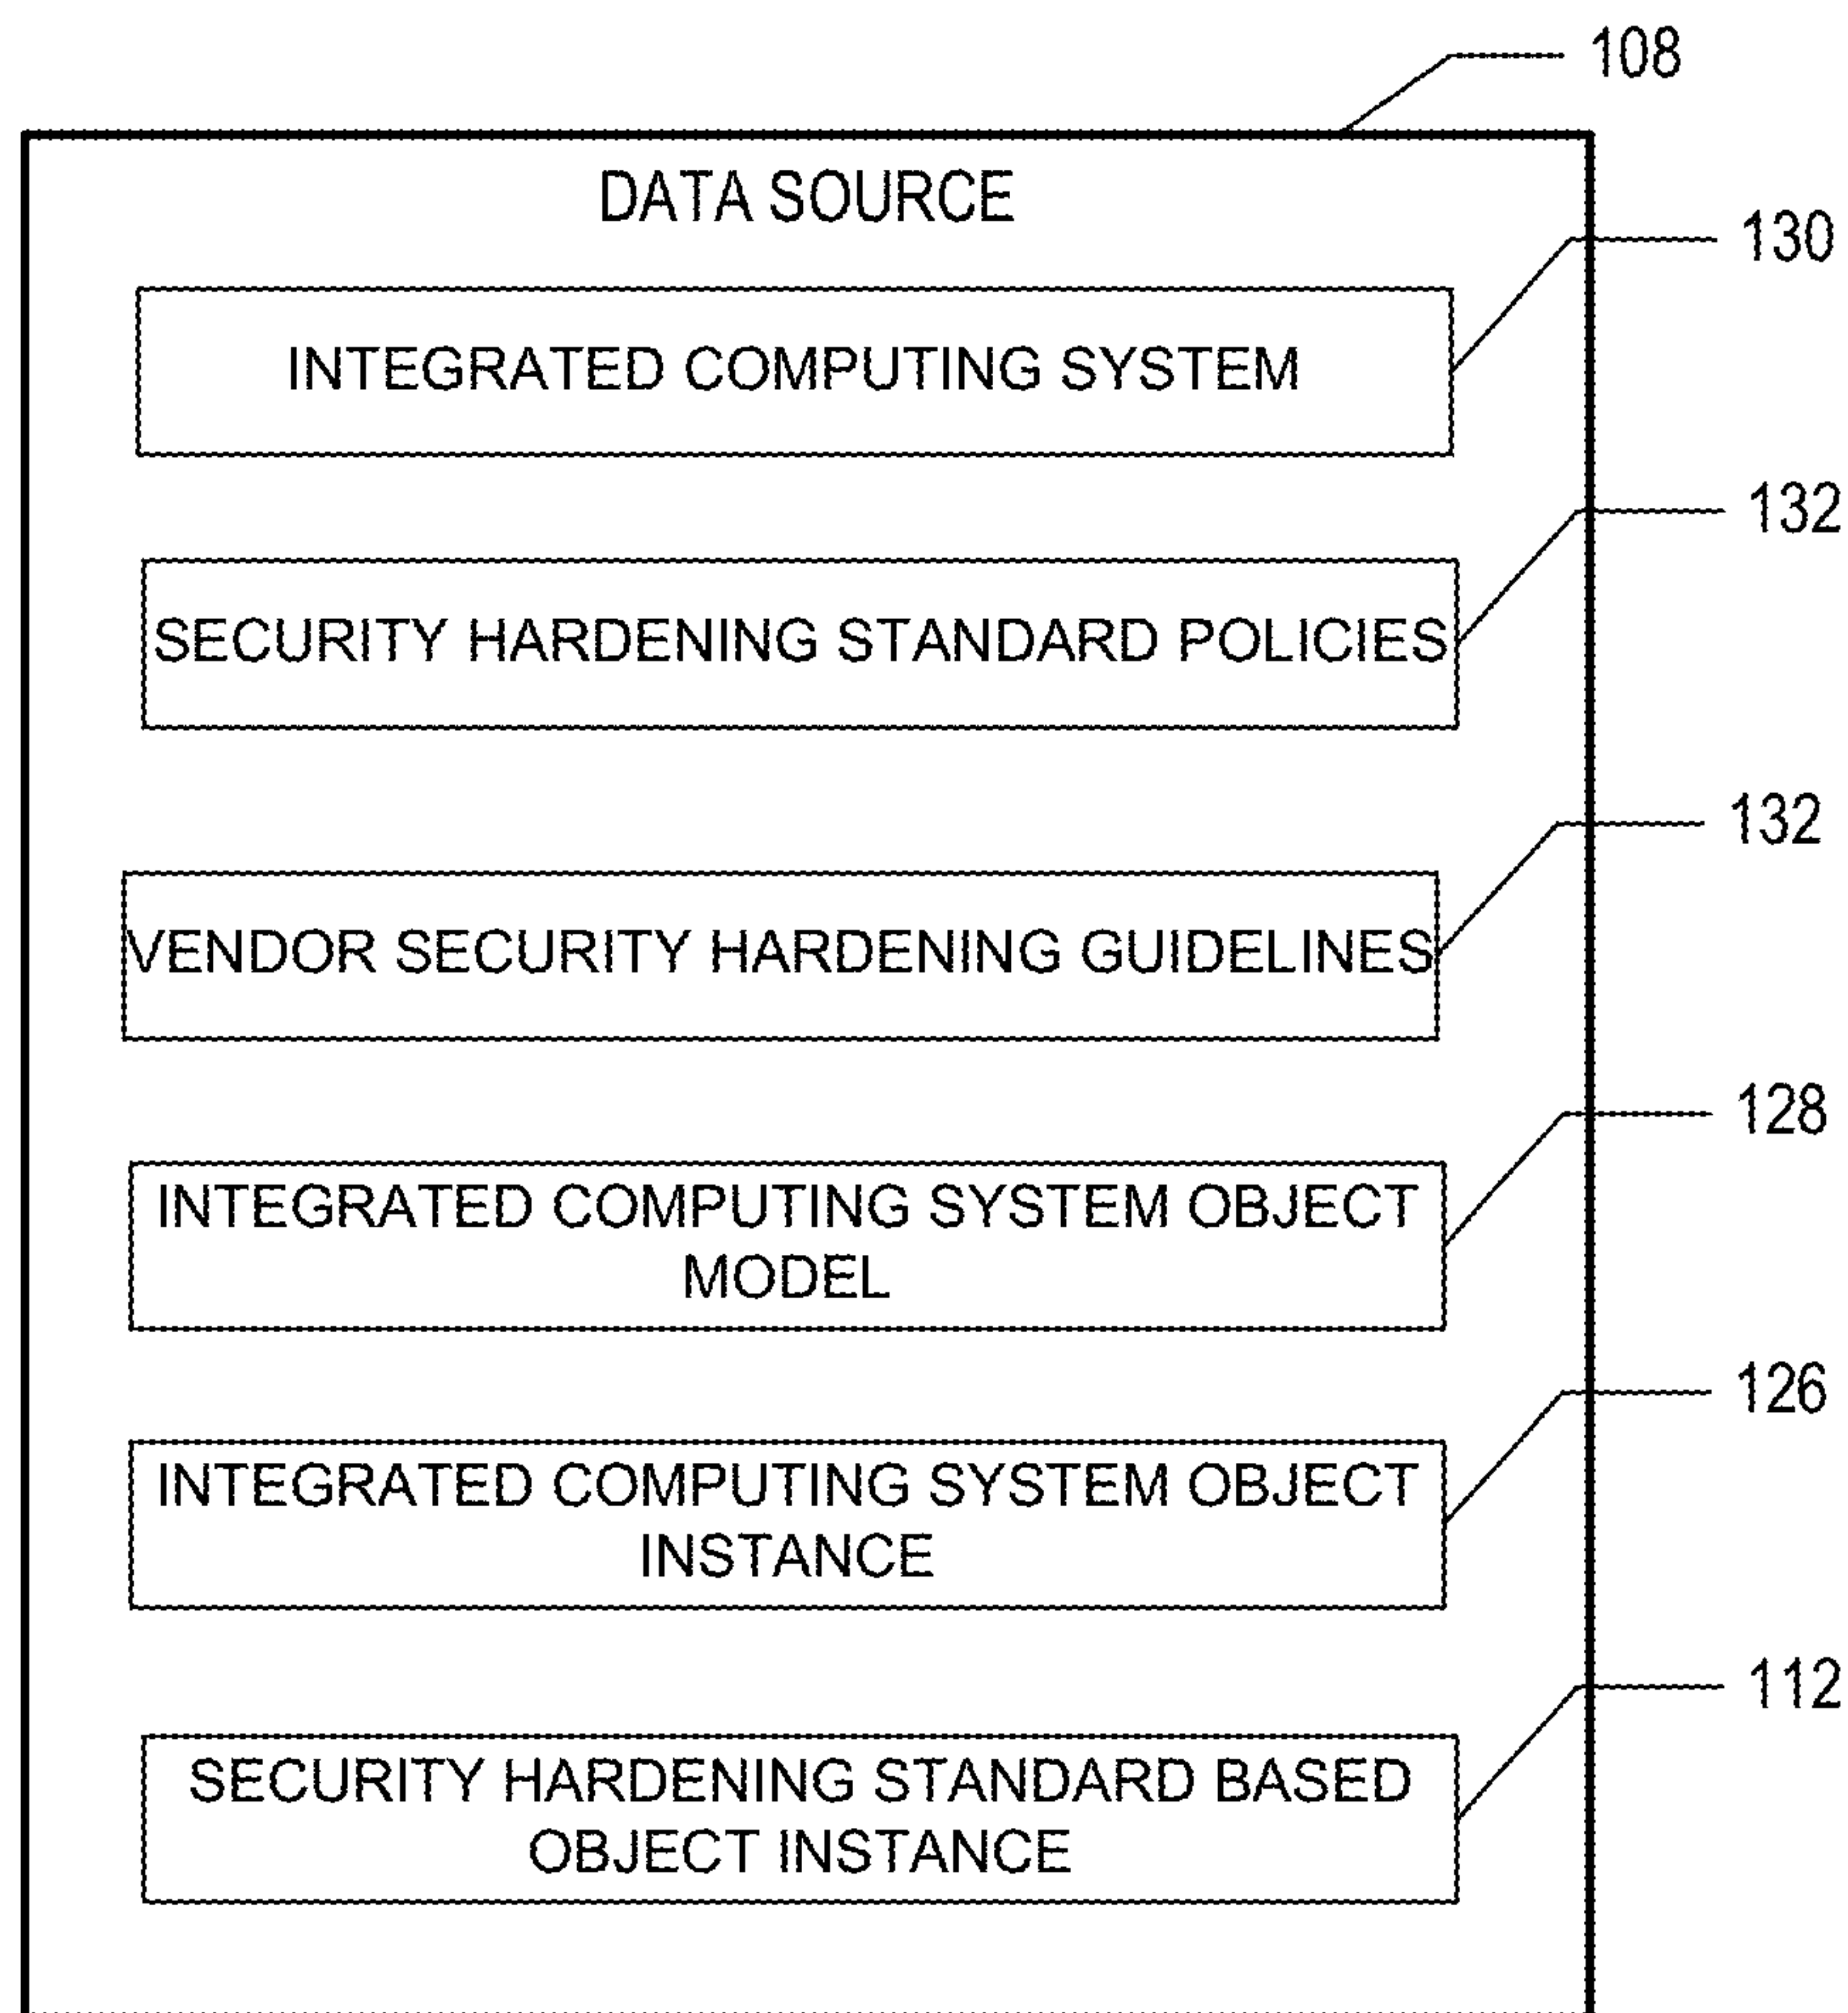 108
DATA SOURCE
130
INTEGRATED COMPUTING SYSTEM
132
SECURITY HARDENING STANDARD POLICIES
132
VENDOR SECURITY HARDENING GUIDELINES
128
INTEGRATED COMPUTING SYSTEM OBJECT
MODEL
126
INTEGRATED COMPUTING SYSTEM OBJECT
INSTANCE
112
SECURITY HARDENING STANDARD BASED
OBJECT INSTANCE